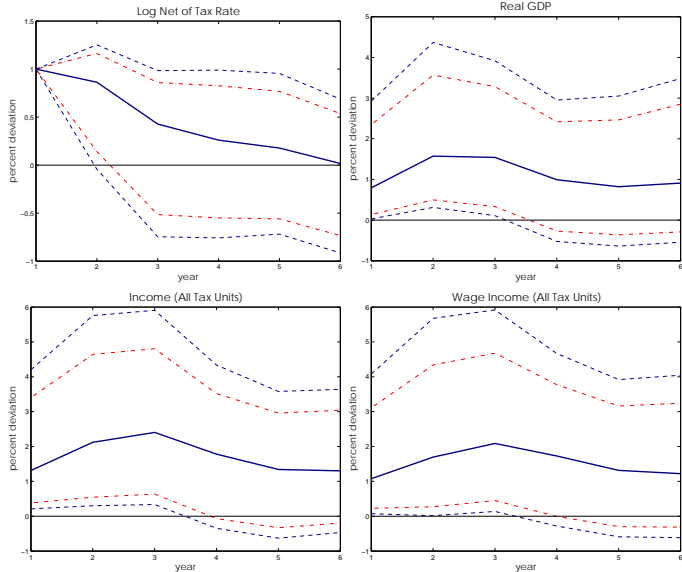 Log Net of Tax Rate
percent deviation
1.5
1
0.5
0
−0.5
−1
1 2 3 4 5 6
year
Real GDP
percent deviation
5
4
3
2
1
0
−1
1 2 3 4 5 6
year
Income (All Tax Units)
percent deviation
6
5
4
3
2
1
0
−1
1 2 3 4 5 6
year
Wage Income (All Tax Units)
percent deviation
6
5
4
3
2
1
0
−1
1 2 3 4 5 6
year